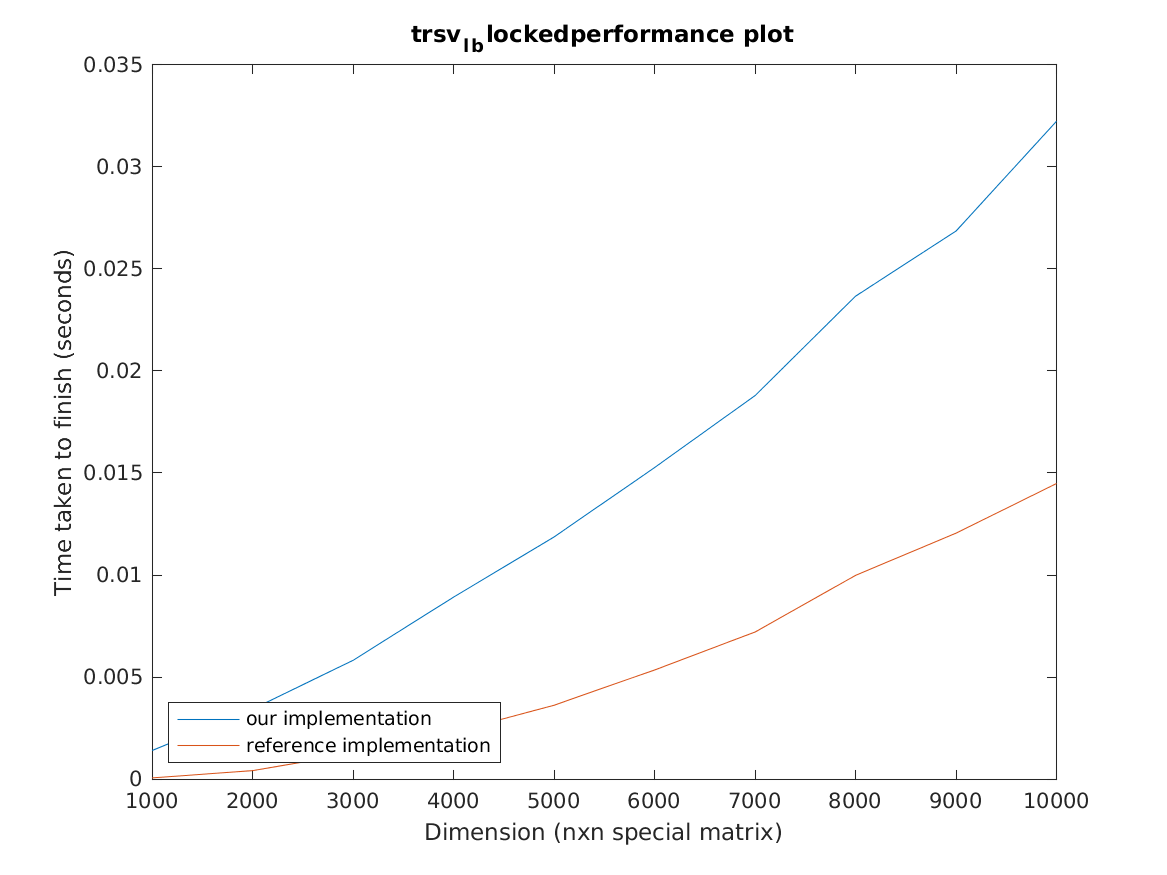 trsv_lblockedperformance plot
0.035
0.03
0.025
0.02
0.015
0.01
0.005
0
Time taken to finish (seconds)
our implementation
reference implementation
1000 2000 3000 4000 5000 6000 7000 8000 9000 10000
Dimension (nxn special matrix)